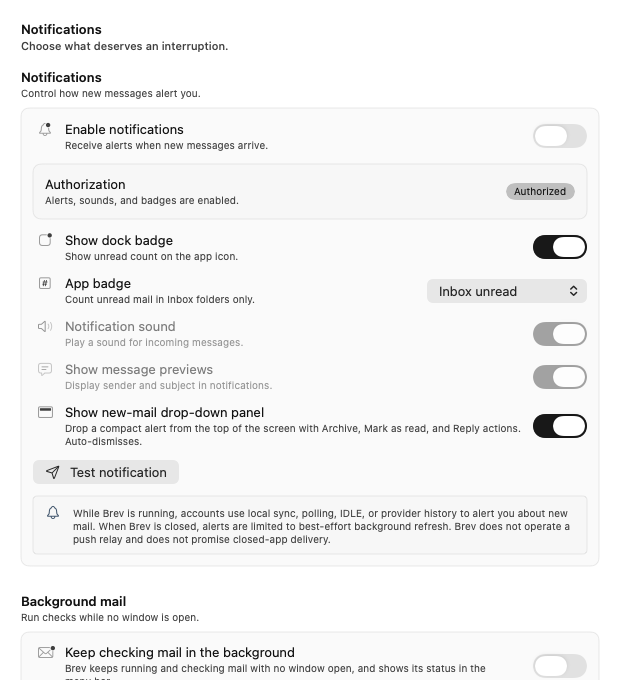 Notifications
Choose what deserves an interruption.
Notifications
Control how new messages alert you.
Enable notifications
Receive alerts when new messages arrive.
Authorization
Alerts, sounds, and badges are enabled.
Authorized
Show dock badge
Show unread count on the app icon.
App badge
Count unread mail in Inbox folders only.
Inbox unread
Notification sound
Play a sound for incoming messages.
Show message previews
Display sender and subject in notifications.
Show new-mail drop-down panel
Drop a compact alert from the top of the screen with Archive, Mark as read, and Reply actions.
Auto-dismisses.
Test notification
While Brev is running, accounts use local sync, polling, IDLE, or provider history to alert you about new
mail. When Brev is closed, alerts are limited to best-effort background refresh. Brev does not operate a
push relay and does not promise closed-app delivery.
Background mail
Run checks while no window is open.
Keep checking mail in the background
Brev keeps running and checking mail with no window open, and shows its status in the
menu bar.